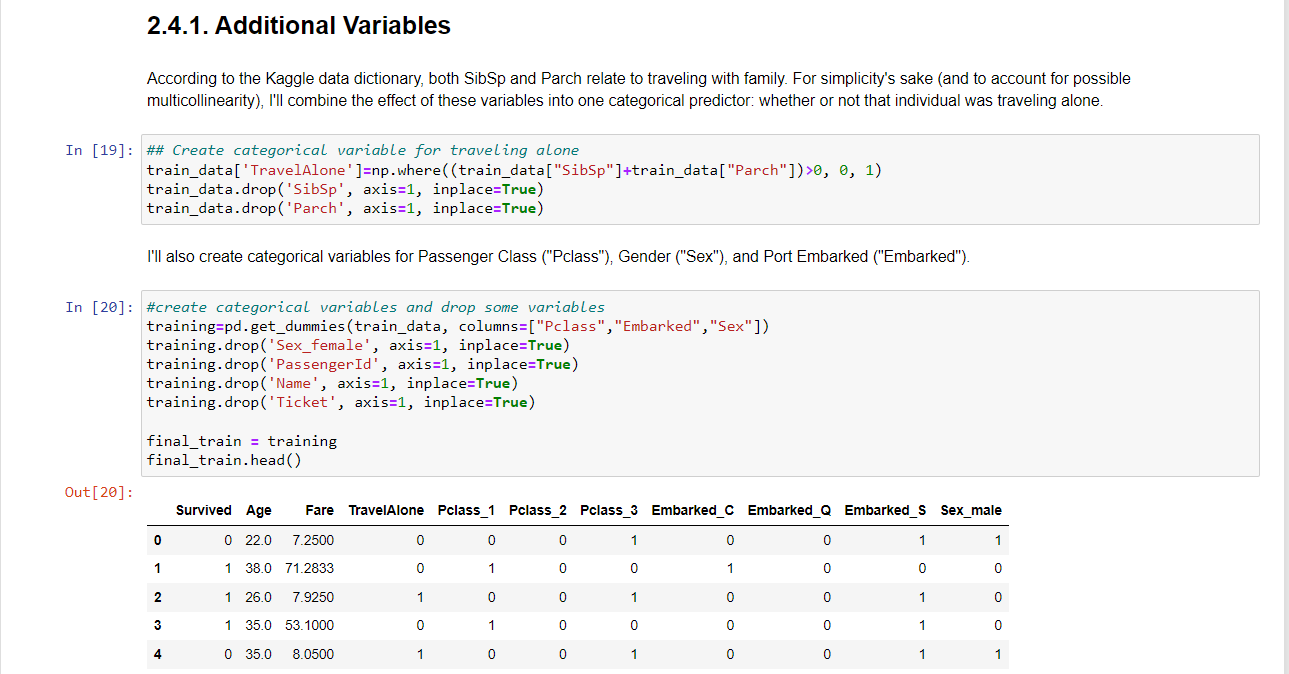 2.4.1. Additional Variables
According to the Kaggle data dictionary, both SibSp and Parch relate to traveling with family. For simplicity's sake (and to account for possible
multicollinearity), I'll combine the effect of these variables into one categorical predictor: whether or not that individual was traveling alone.
In [19]: ## Create categorical variable for traveling alone
train_data['TravelAlone']=np.where((train_data["SibSp"]+train_data["Parch"])>0, 0, 1)
train_data.drop('SibSp', axis=1, inplace=True)
train_data.drop('Parch', axis=1, inplace=True)
I'll also create categorical variables for Passenger Class ("Pclass"), Gender ("Sex"), and Port Embarked ("Embarked").
In [20]: #create categorical variables and drop some variables
training=pd.get_dummies(train_data, columns=["Pclass","Embarked","Sex"])
training.drop('Sex_female', axis=1, inplace=True)
training.drop('PassengerId', axis=1, inplace=True)
training.drop('Name', axis=1, inplace=True)
training.drop('Ticket', axis=1, inplace=True)
final_train = training
final_train.head()
Out[20]:
Survived Age Fare TravelAlone Pclass_1 Pclass_2 Pclass_3 Embarked_C Embarked_Q Embarked_S Sex_male
0 0 22.0 7.2500 0 0 0 1 0 0 1 1
1 1 38.0 71.2833 0 1 0 0 1 0 0 0
2 1 26.0 7.9250 1 0 0 1 0 0 1 0
3 1 35.0 53.1000 0 1 0 0 0 0 1 0
4 0 35.0 8.0500 1 0 0 1 0 0 1 1